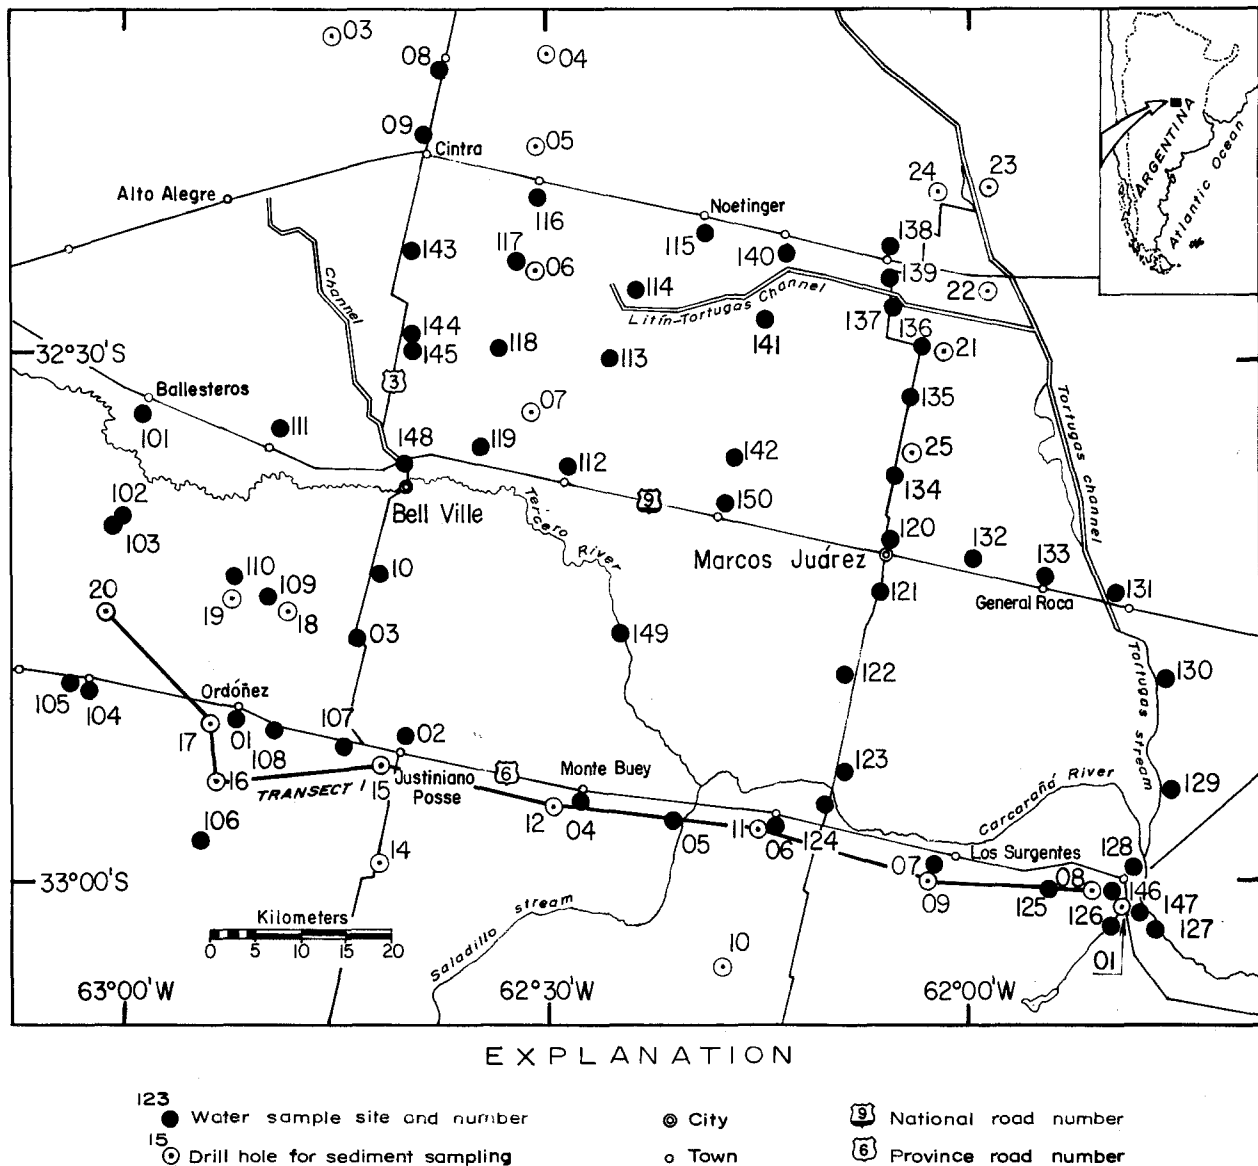 03
04
08
09
Cintra
05
24
23
Alto Alegre
116
Noetinger
138
143
117
06
115
140
139
Channel
114
22
Litín-Tortugas Channel
137
136
144
145
118
113
141
21
32°30'S
3
Ballesteros
135
07
101
111
Tortugas channel
148
119
112
142
25
134
102
103
Bell Ville
9
150
Tercero River
Marcos Juárez
120
132
133
131
General Roca
10
110
109
19
18
20
121
03
149
122
130
Tortugas stream
105
104
Ordóñez
17
01
108
107
02
16
TRANSECT I
15
Justiniano
Posse
6
Monte Buey
123
129
Carcarañá River
106
12
04
05
11
06
124
14
07
Los Surgentes
128
33°00'S
09
125
08
126
146
147
127
01
Saladillo stream
10
Kilometers
0 5 10 15 20
63°00'W
62°30'W
62°00'W
ARGENTINA
Atlantic Ocean
EXPLANATION
123
Water sample site and number
City
9
National road number
15
Drill hole for sediment sampling
Town
6
Province road number